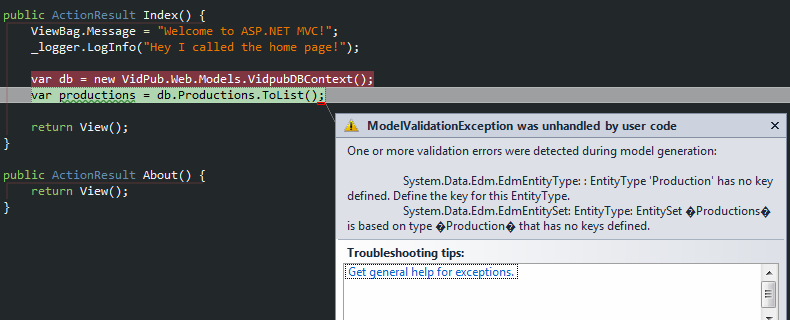 public ActionResult Index() {
ViewBag.Message = "Welcome to ASP.NET MVC!";
_logger.LogInfo("Hey I called the home page!");
var db = new VidPub.Web.Models.VidpubDBContext();
var productions = db.Productions.ToList();
return View();
}
public ActionResult About() {
return View();
}
ModelValidationException was unhandled by user code
One or more validation errors were detected during model generation:
System.Data.Edm.EdmEntityType: : EntityType 'Production' has no key
defined. Define the key for this EntityType.
System.Data.Edm.EdmEntitySet: EntityType: EntitySet �Productions�
is based on type �Production� that has no keys defined.
Troubleshooting tips:
Get general help for exceptions.